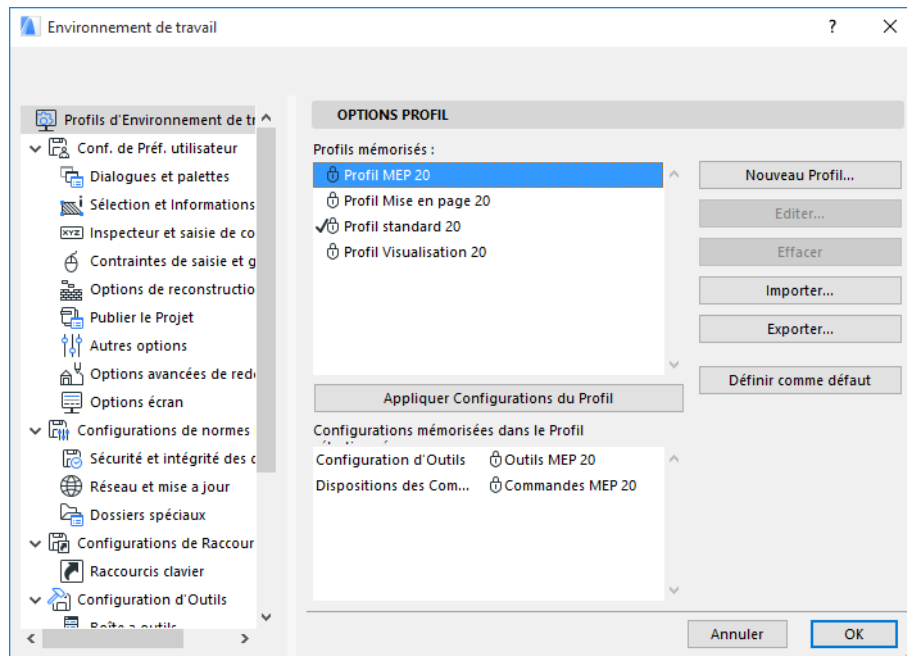 Environnement de travail
?
Profils d'Environnement de tr
Conf. de Préf. utilisateur
Dialogues et palettes
Sélection et Informations
XYZ Inspecteur et saisie de co
Contraintes de saisie et g
Options de reconstructio
Publier le Projet
Autres options
Options avancées de rede
Options écran
Configurations de normes
Sécurité et intégrité des d
Réseau et mise a jour
Dossiers spéciaux
Configurations de Raccour
Raccourcis clavier
Configuration d'Outils
Boîte a outils
OPTIONS PROFIL
Profils mémorisés :
Profil MEP 20
Profil Mise en page 20
Profil standard 20
Profil Visualisation 20
Nouveau Profil...
Editer...
Effacer
Importer...
Exporter...
Définir comme défaut
Appliquer Configurations du Profil
Configurations mémorisées dans le Profil
Configuration d'Outils Outils MEP 20
Dispositions des Com... Commandes MEP 20
Annuler OK